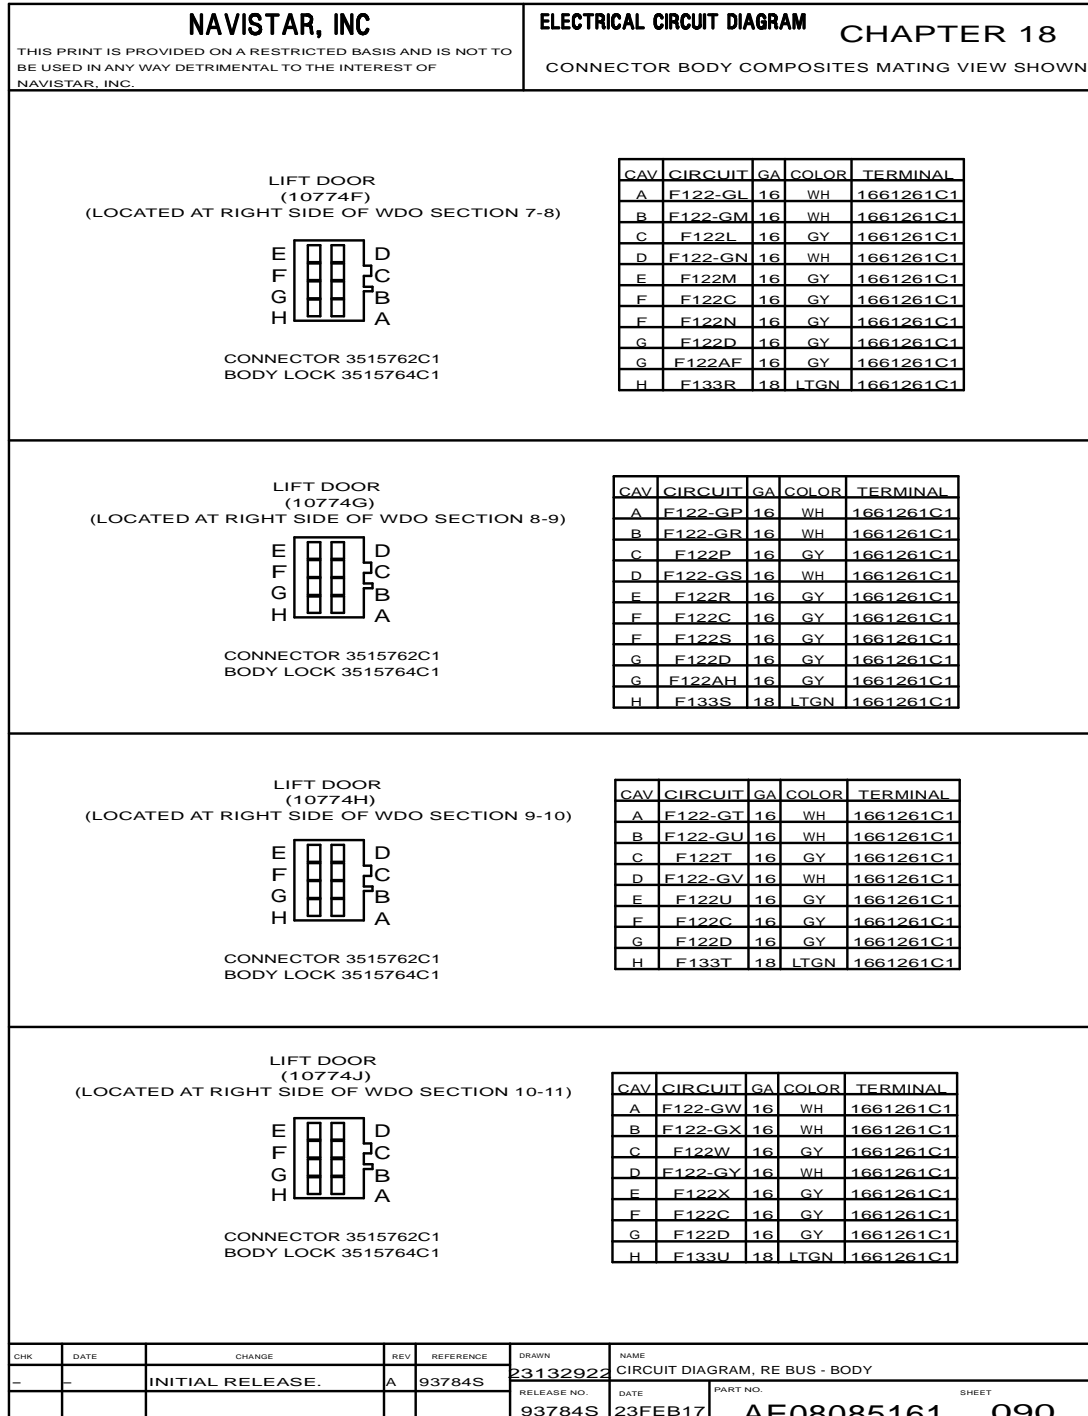 NAVISTAR, INC
THIS PRINT IS PROVIDED ON A RESTRICTED BASIS AND IS NOT TO
BE USED IN ANY WAY DETRIMENTAL TO THE INTEREST OF
NAVISTAR, INC.
ELECTRICAL CIRCUIT DIAGRAM
CHAPTER 18
CONNECTOR BODY COMPOSITES MATING VIEW SHOWN
LIFT DOOR
(10774F)
(LOCATED AT RIGHT SIDE OF WDO SECTION 7-8)
E D
F C
G B
H A
CONNECTOR 3515762C1
BODY LOCK 3515764C1
CAV CIRCUIT GA COLOR TERMINAL
A F122-GL 16 WH 1661261C1
B F122-GM 16 WH 1661261C1
C F122L 16 GY 1661261C1
D F122-GN 16 WH 1661261C1
E F122M 16 GY 1661261C1
F F122C 16 GY 1661261C1
F F122N 16 GY 1661261C1
G F122D 16 GY 1661261C1
G F122AF 16 GY 1661261C1
H F133R 18 LTGN 1661261C1
LIFT DOOR
(10774G)
(LOCATED AT RIGHT SIDE OF WDO SECTION 8-9)
E D
F C
G B
H A
CONNECTOR 3515762C1
BODY LOCK 3515764C1
CAV CIRCUIT GA COLOR TERMINAL
A F122-GP 16 WH 1661261C1
B F122-GR 16 WH 1661261C1
C F122P 16 GY 1661261C1
D F122-GS 16 WH 1661261C1
E F122R 16 GY 1661261C1
F F122C 16 GY 1661261C1
F F122S 16 GY 1661261C1
G F122D 16 GY 1661261C1
G F122AH 16 GY 1661261C1
H F133S 18 LTGN 1661261C1
LIFT DOOR
(10774H)
(LOCATED AT RIGHT SIDE OF WDO SECTION 9-10)
E D
F C
G B
H A
CONNECTOR 3515762C1
BODY LOCK 3515764C1
CAV CIRCUIT GA COLOR TERMINAL
A F122-GT 16 WH 1661261C1
B F122-GU 16 WH 1661261C1
C F122T 16 GY 1661261C1
D F122-GV 16 WH 1661261C1
E F122U 16 GY 1661261C1
F F122C 16 GY 1661261C1
G F122D 16 GY 1661261C1
H F133T 18 LTGN 1661261C1
LIFT DOOR
(10774J)
(LOCATED AT RIGHT SIDE OF WDO SECTION 10-11)
E D
F C
G B
H A
CONNECTOR 3515762C1
BODY LOCK 3515764C1
CAV CIRCUIT GA COLOR TERMINAL
A F122-GW 16 WH 1661261C1
B F122-GX 16 WH 1661261C1
C F122W 16 GY 1661261C1
D F122-GY 16 WH 1661261C1
E F122X 16 GY 1661261C1
F F122C 16 GY 1661261C1
G F122D 16 GY 1661261C1
H F133U 18 LTGN 1661261C1
CHK DATE CHANGE REV REFERENCE
– – INITIAL RELEASE. A 93784S
DRAWN
23132922
NAME
CIRCUIT DIAGRAM, RE BUS - BODY
RELEASE NO.
93784S
DATE
23FEB17
PART NO.
AE08085161
SHEET
090